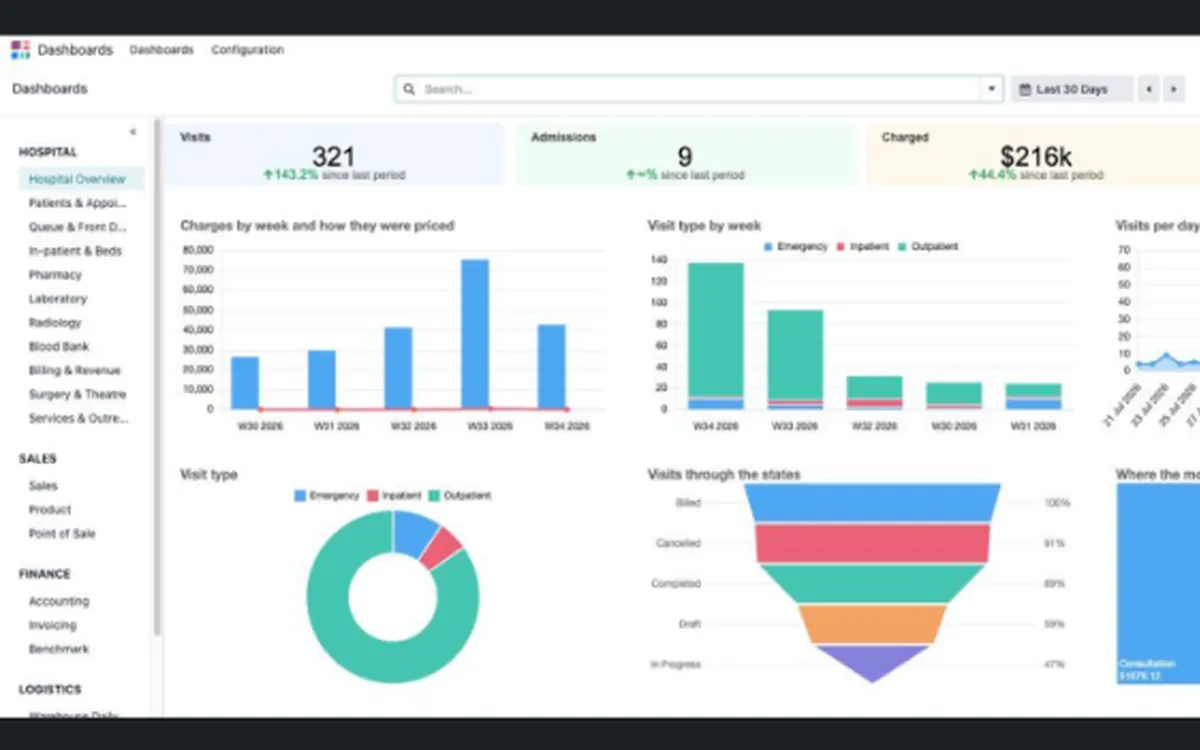 Dashboards Dashboards Configuration
Dashboards
Search...
Last 30 Days
HOSPITAL
Hospital Overview
Patients & Appoi...
Queue & Front D...
In-patient & Beds
Pharmacy
Laboratory
Radiology
Blood Bank
Billing & Revenue
Surgery & Theatre
Services & Outre...
SALES
Sales
Product
Point of Sale
FINANCE
Accounting
Invoicing
Benchmark
LOGISTICS
Warehouse Daily
Visits
321
143.2% since last period
Admissions
9
∞% since last period
Charged
$216k
44.4% since last period
Charges by week and how they were priced
80,000
70,000
60,000
50,000
40,000
30,000
20,000
10,000
0
W30 2026 W31 2026 W32 2026 W33 2026 W34 2026
Visit type by week
Emergency Inpatient Outpatient
140
120
100
80
60
40
20
0
W34 2026 W33 2026 W32 2026 W30 2026 W31 2026
Visits per day
70
60
50
40
30
20
10
0
21 Jul 2026
23 Jul 2026
25 Jul 2026
27 J
Visit type
Emergency Inpatient Outpatient
Visits through the states
Billed 100%
Cancelled 91%
Completed 89%
Draft 59%
In Progress 47%
Where the mo
Consultation